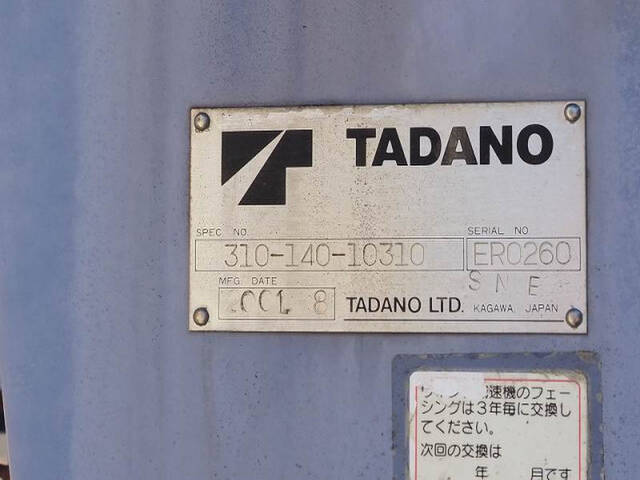 TADANO
SPEC NO.
SERIAL NO
310-140-10310
ER0260
MFG. DATE
S N E
8
TADANO LTD. KAGAWA, JAPAN
速機のフェー
シングは3年毎に交換し
てください。
次回の交換は
年 月です